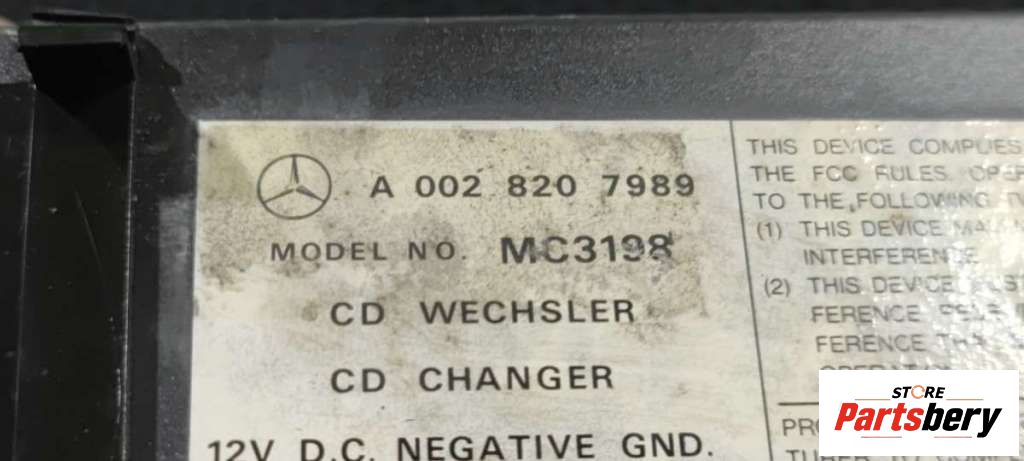 A 002 820 7989
MODEL NO. MC3198
CD WECHSLER
CD CHANGER
12V D.C. NEGATIVE GND.
THIS DEVICE COMPLIES
THE FCC RULES
TO THE FOLLOWING
(1) THIS DEVICE
INTERFERENCE
(2) THIS DEVICE
FERENCE
FERENCE
STORE
Partsbery